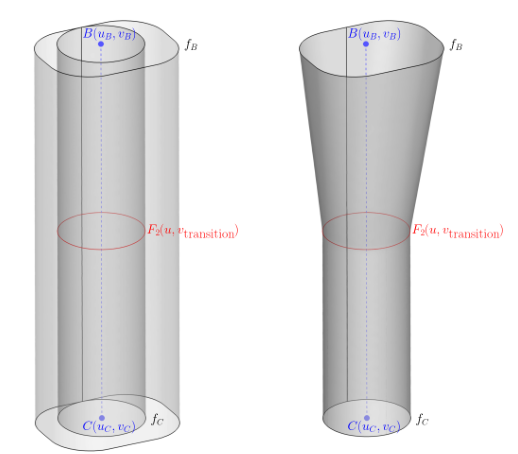 B(u_B, v_B)
f_B
F_2(u, v_transition)
f_C
C(u_C, v_C)
B(u_B, v_B)
f_B
F_2(u, v_transition)
f_C
C(u_C, v_C)